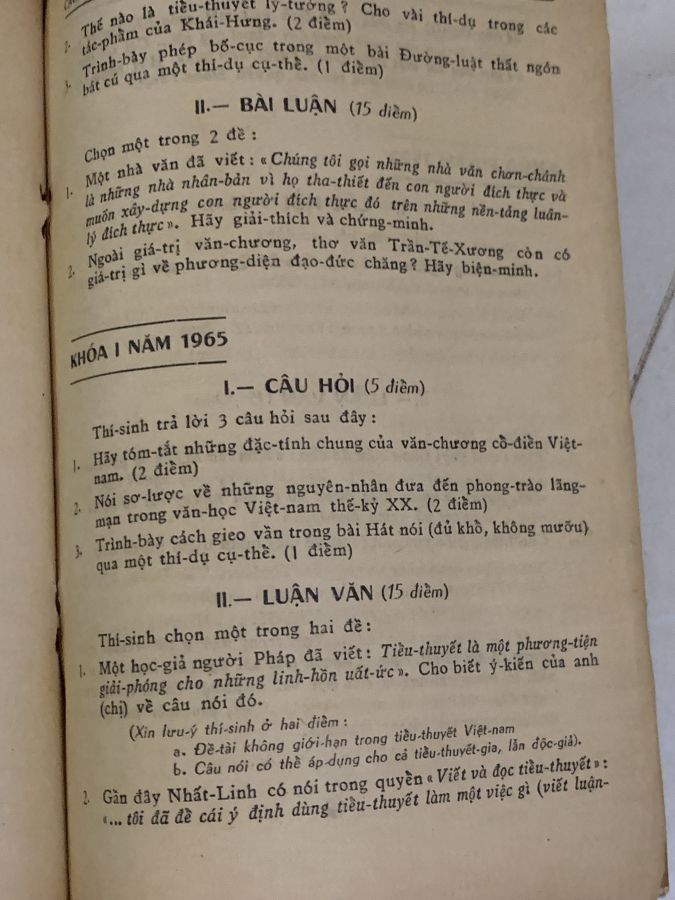 2. Thế nào là tiểu-thuyết lý-tưởng ? Cho vài thí-dụ trong các
tác-phẩm của Khái-Hưng. (2 điểm)
3. Trình-bày phép bố-cục trong một bài Đường-luật thất ngôn
bát cú qua một thí-dụ cụ-thể. (1 điểm)
II.— BÀI LUẬN (15 điểm)
Chọn một trong 2 đề :
1. Một nhà văn đã viết : « Chúng tôi gọi những nhà văn chơn-chánh
là những nhà nhân-bản vì họ tha-thiết đến con người đích thực và
muốn xây-dựng con người đích thực đó trên những nền-tảng luân-
lý đích thực ». Hãy giải-thích và chứng-minh.
2. Ngoài giá-trị văn-chương, thơ văn Trần-Tế-Xương còn có
giá-trị gì về phương-diện đạo-đức chăng ? Hãy biện-minh.
KHÓA I NĂM 1965
I.— CÂU HỎI (5 điểm)
Thí-sinh trả lời 3 câu hỏi sau đây :
1. Hãy tóm-tắt những đặc-tính chung của văn-chương cổ-điển Việt-
nam. (2 điểm)
2. Nói sơ-lược về những nguyên-nhân đưa đến phong-trào lãng-
mạn trong văn-học Việt-nam thế-kỷ XX. (2 điểm)
3. Trình-bày cách gieo vần trong bài Hát nói (đủ khổ, không mưỡu)
qua một thí-dụ cụ-thể. (1 điểm)
II.— LUẬN VĂN (15 điểm)
Thí-sinh chọn một trong hai đề :
1. Một học-giả người Pháp đã viết : Tiểu-thuyết là một phương-tiện
giải-phóng cho những linh-hồn uất-ức ». Cho biết ý-kiến của anh
(chị) về câu nói đó.
(Xin lưu-ý thí-sinh ở hai điểm :
a. Đề-tài không giới-hạn trong tiểu-thuyết Việt-nam
b. Câu nói có thể áp-dụng cho cả tiểu-thuyết-gia, lẫn độc-giả).
2. Gần đây Nhất-Linh có nói trong quyển « Viết và đọc tiểu-thuyết » :
«... tôi đã để cái ý định dùng tiểu-thuyết làm một việc gì (viết luận-